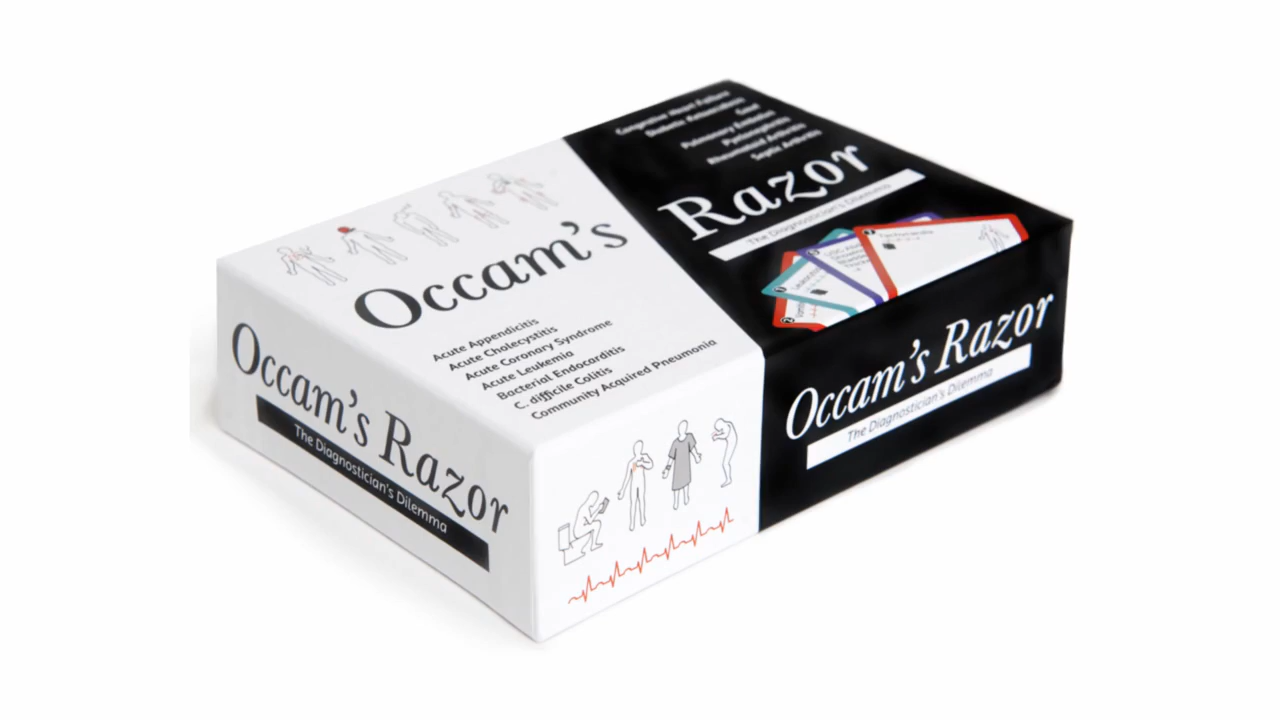 Congestive Heart Failure
Diabetic Ketoacidosis
Gout
Pulmonary Embolus
Pyelonephritis
Rheumatoid Arthritis
Septic Arthritis
Occam's
Razor
The Diagnostician's Dilemma
Acute Appendicitis
Acute Cholecystitis
Acute Coronary Syndrome
Acute Leukemia
Bacterial Endocarditis
C. difficile Colitis
Community Acquired Pneumonia
Occam's Razor
The Diagnostician's Dilemma
Occam's Razor
The Diagnostician's Dilemma